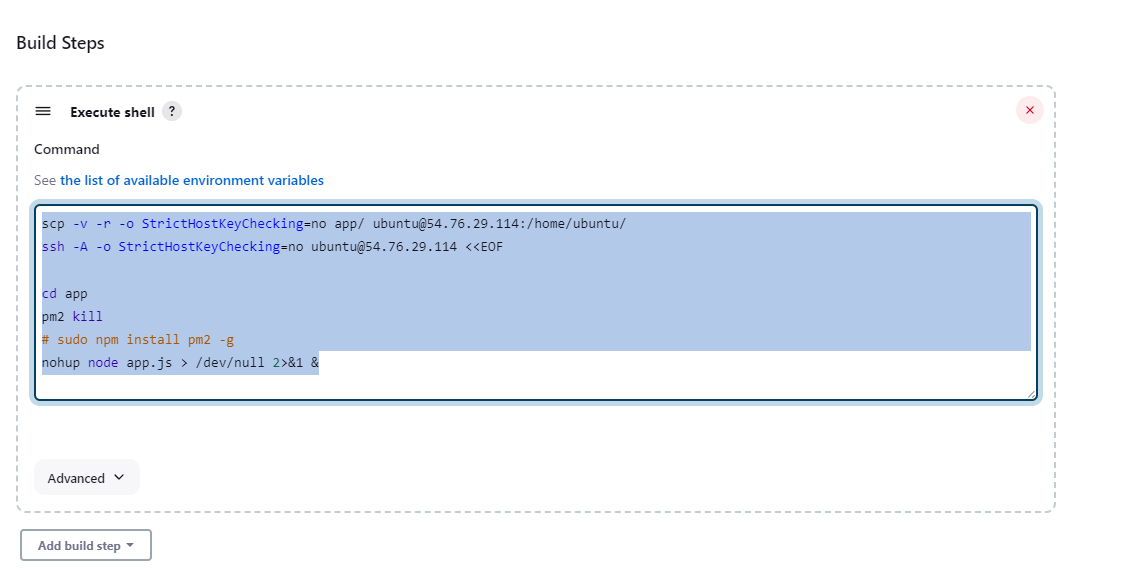 Build Steps
Execute shell ?
Command
See the list of available environment variables
scp -v -r -o StrictHostKeyChecking=no app/ ubuntu@54.76.29.114:/home/ubuntu/
ssh -A -o StrictHostKeyChecking=no ubuntu@54.76.29.114 <<EOF
cd app
pm2 kill
# sudo npm install pm2 -g
nohup node app.js > /dev/null 2>&1 &
Advanced
Add build step